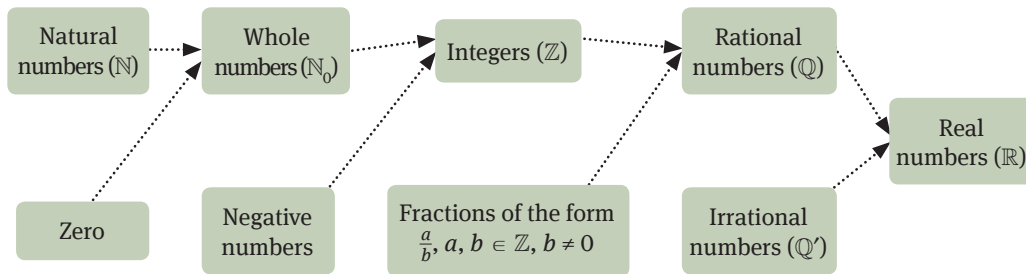 Natural
numbers (ℕ)
Whole
numbers (ℕ₀)
Integers (ℤ)
Rational
numbers (ℚ)
Real
numbers (ℝ)
Zero
Negative
numbers
Fractions of the form
a/b, a, b ∈ ℤ, b ≠ 0
Irrational
numbers (ℚ′)